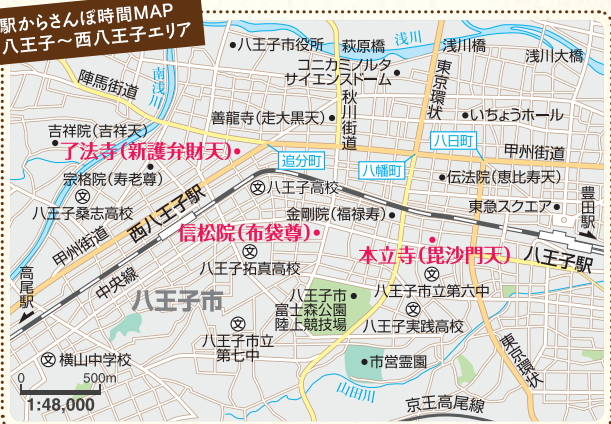 駅からさんぽ時間MAP
八王子〜西八王子エリア
八王子市役所
萩原橋
浅川
浅川橋
浅川大橋
コニカミノルタ
サイエンスドーム
南浅川
陣馬街道
秋川街道
東京環状
善龍寺(走大黒天)
いちょうホール
吉祥院(吉祥天)
了法寺(新護弁財天)
追分町
八幡町
八日町
甲州街道
宗格院(寿老尊)
文 八王子高校
伝法院(恵比寿天)
文
八王子桑志高校
西八王子駅
金剛院(福禄寿)
東急スクエア
豊田駅
信松院(布袋尊)
本立寺(毘沙門天)
八王子駅
甲州街道
文
八王子拓真高校
文
八王子市立第六中
高尾駅
中央線
八王子市
八王子市
富士森公園
陸上競技場
文
八王子実践高校
文
八王子市立
第七中
東京環状
文 横山中学校
市営霊園
0 500m
1:48,000
山田川
京王高尾線